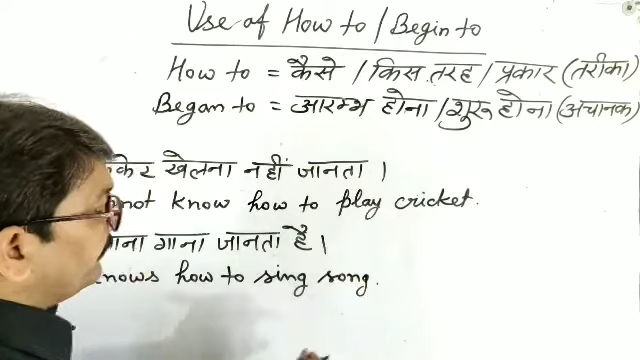 Use of How to / Begin to
How to = कैसे / किस तरह / प्रकार (तरीका)
Began to = आरम्भ होना / शुरू होना (अचानक)
खेलना नहीं जानता ।
not know how to play cricket.
गाना जानता है ।
how to sing song.